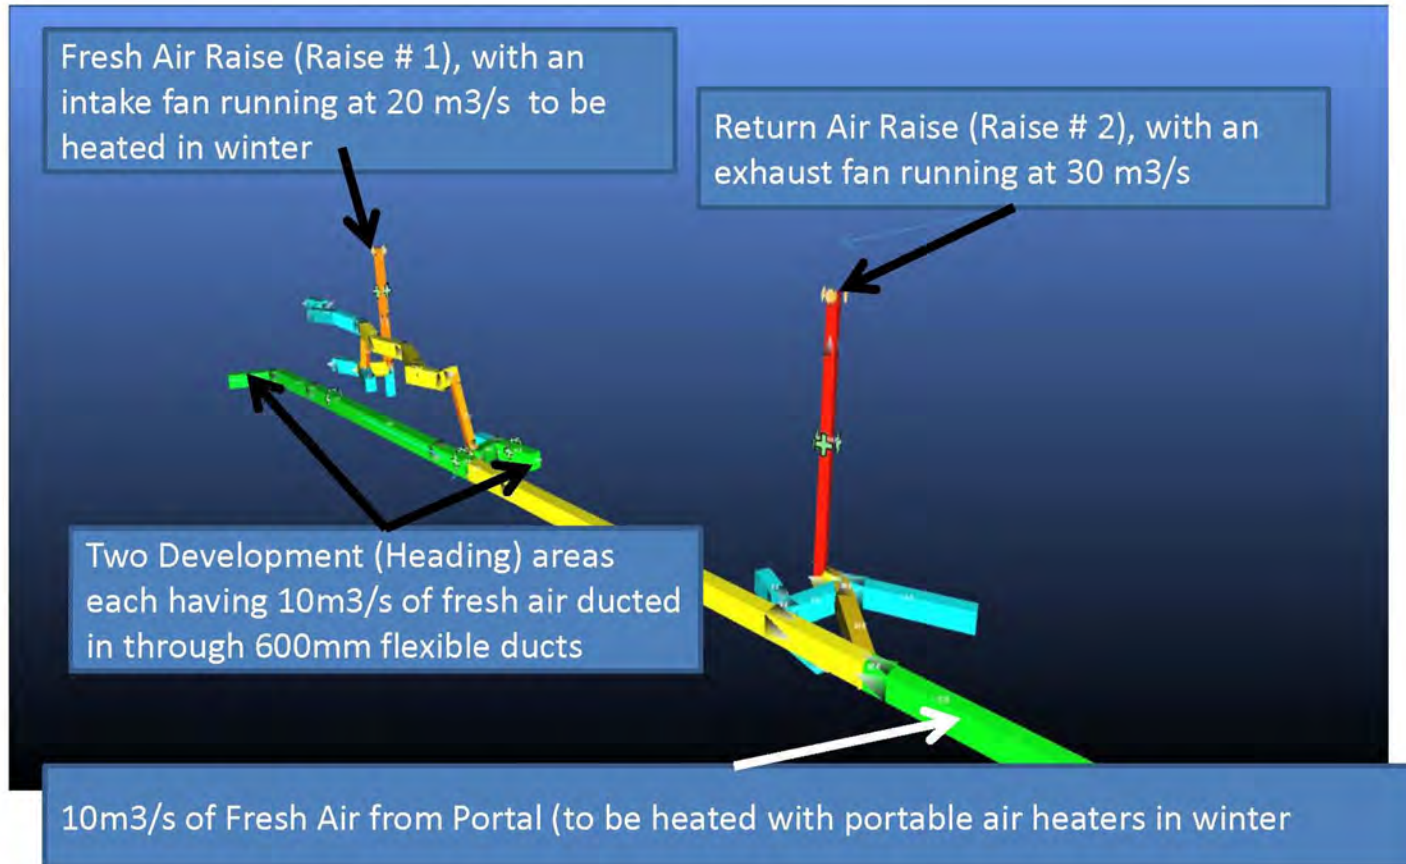 Fresh Air Raise (Raise # 1), with an
intake fan running at 20 m3/s to be
heated in winter
Return Air Raise (Raise # 2), with an
exhaust fan running at 30 m3/s
Two Development (Heading) areas
each having 10m3/s of fresh air ducted
in through 600mm flexible ducts
10m3/s of Fresh Air from Portal (to be heated with portable air heaters in winter